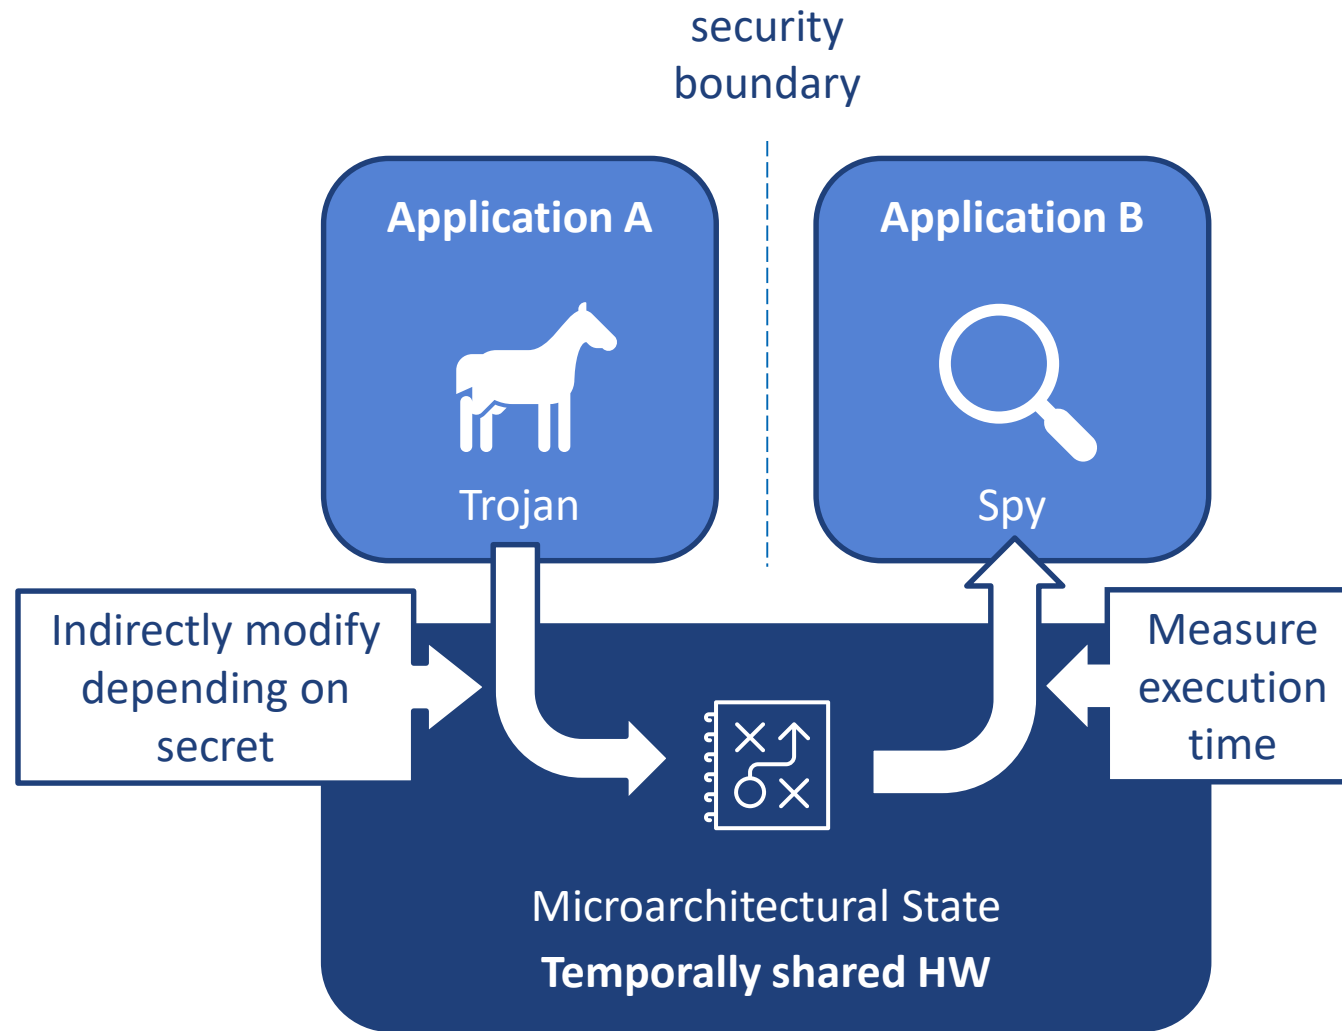 security
boundary
Application A
Application B
Trojan
Spy
Indirectly modify
depending on
secret
Measure
execution
time
Microarchitectural State
Temporally shared HW